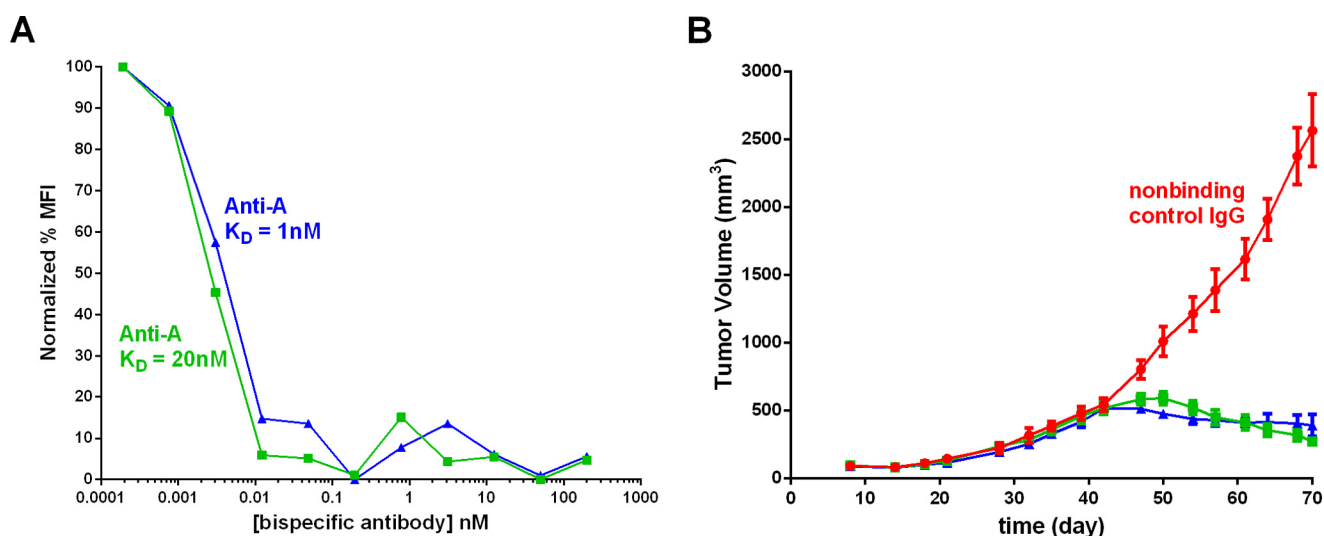 A
Normalized % MFI
100
90
80
70
60
50
40
30
20
10
0
Anti-A
K_D = 1nM
Anti-A
K_D = 20nM
0.0001
0.001
0.01
0.1
1
10
100
1000
[bispecific antibody] nM
B
Tumor Volume (mm³)
3000
2500
2000
1500
1000
500
0
nonbinding
control IgG
0
10
20
30
40
50
60
70
time (day)